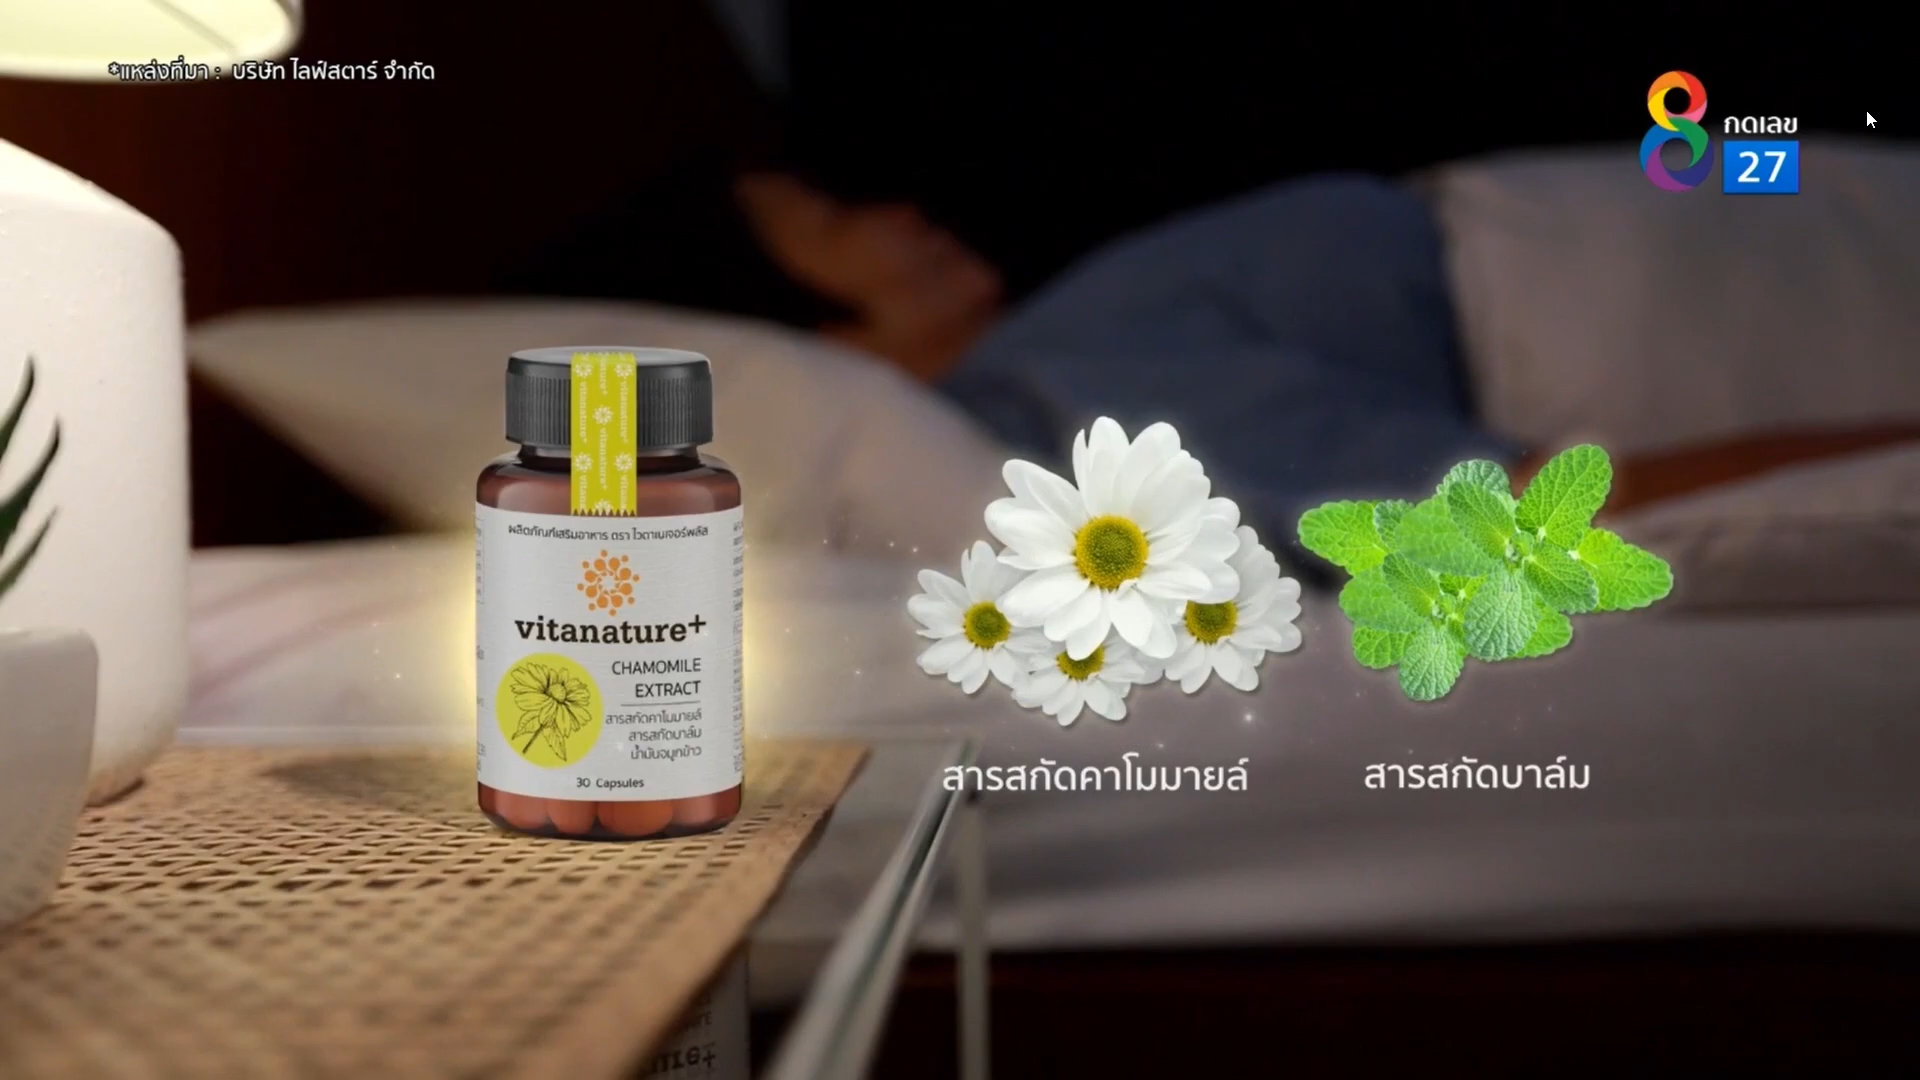 *แหล่งที่มา : บริษัท ไลฟ์สตาร์ จำกัด
กดเลข
27
ผลิตภัณฑ์เสริมอาหาร ตรา ไวตาเนเจอร์พลัส
vitanature+
CHAMOMILE
EXTRACT
สารสกัดคาโมมายล์
สารสกัดบาล์ม
น้ำมันจมูกข้าว
30 Capsules
สารสกัดคาโมมายล์
สารสกัดบาล์ม